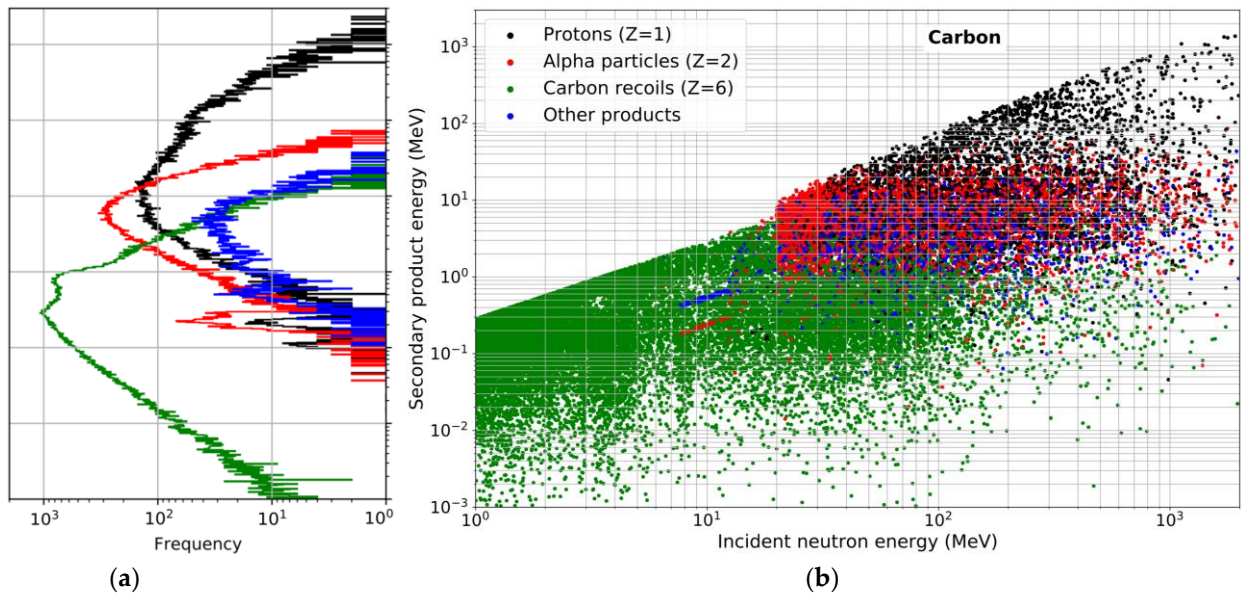 Carbon
Protons (Z=1)
Alpha particles (Z=2)
Carbon recoils (Z=6)
Other products
Secondary product energy (MeV)
10³
10²
10¹
10⁰
10⁻¹
10⁻²
10⁻³
10³ 10² 10¹ 10⁰
Frequency
10⁰ 10¹ 10² 10³
Incident neutron energy (MeV)
(a) (b)